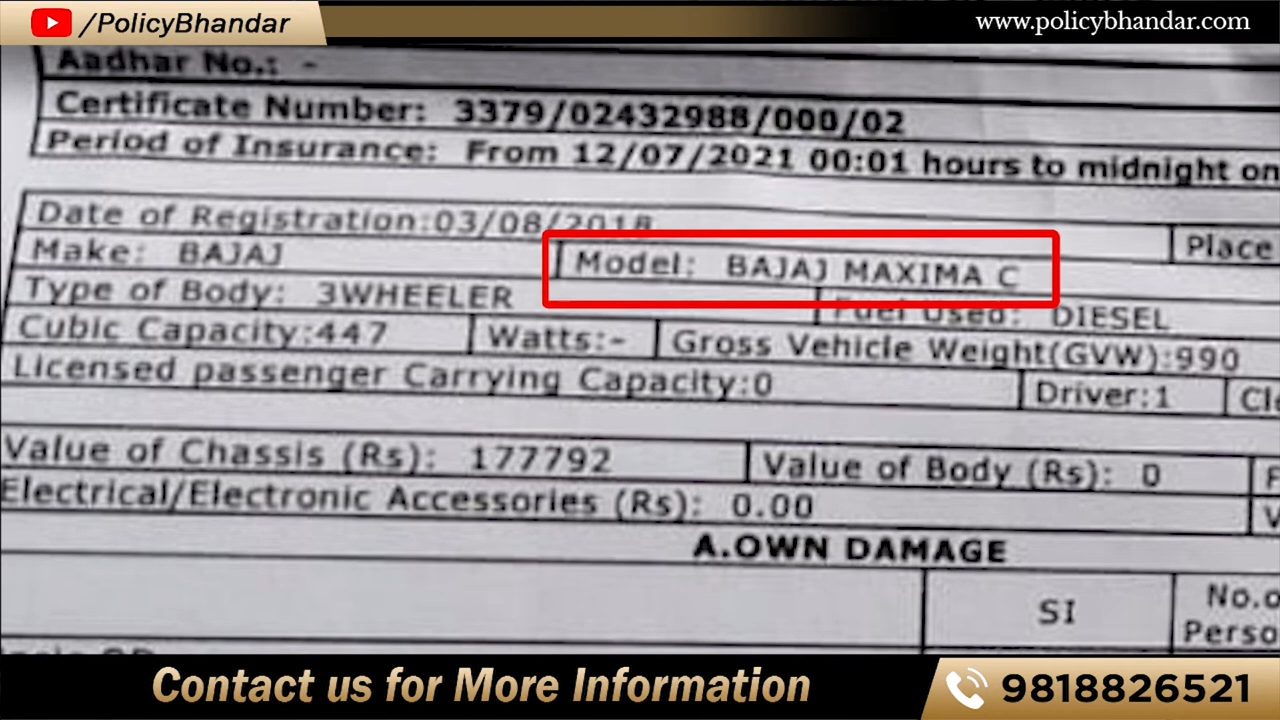 /PolicyBhandar
www.policybhandar.com
Aadhar No.: -
Certificate Number: 3379/02432988/000/02
Period of Insurance: From 12/07/2021 00:01 hours to midnight on
Date of Registration:03/08/2018
Place
Make: BAJAJ
Model: BAJAJ MAXIMA C
Type of Body: 3WHEELER
Fuel Used: DIESEL
Cubic Capacity:447
Watts:-
Gross Vehicle Weight(GVW):990
Licensed passenger Carrying Capacity:0
Driver:1
Value of Chassis (Rs): 177792
Value of Body (Rs): 0
Electrical/Electronic Accessories (Rs): 0.00
A.OWN DAMAGE
SI
No.o
Perso
Contact us for More Information
9818826521